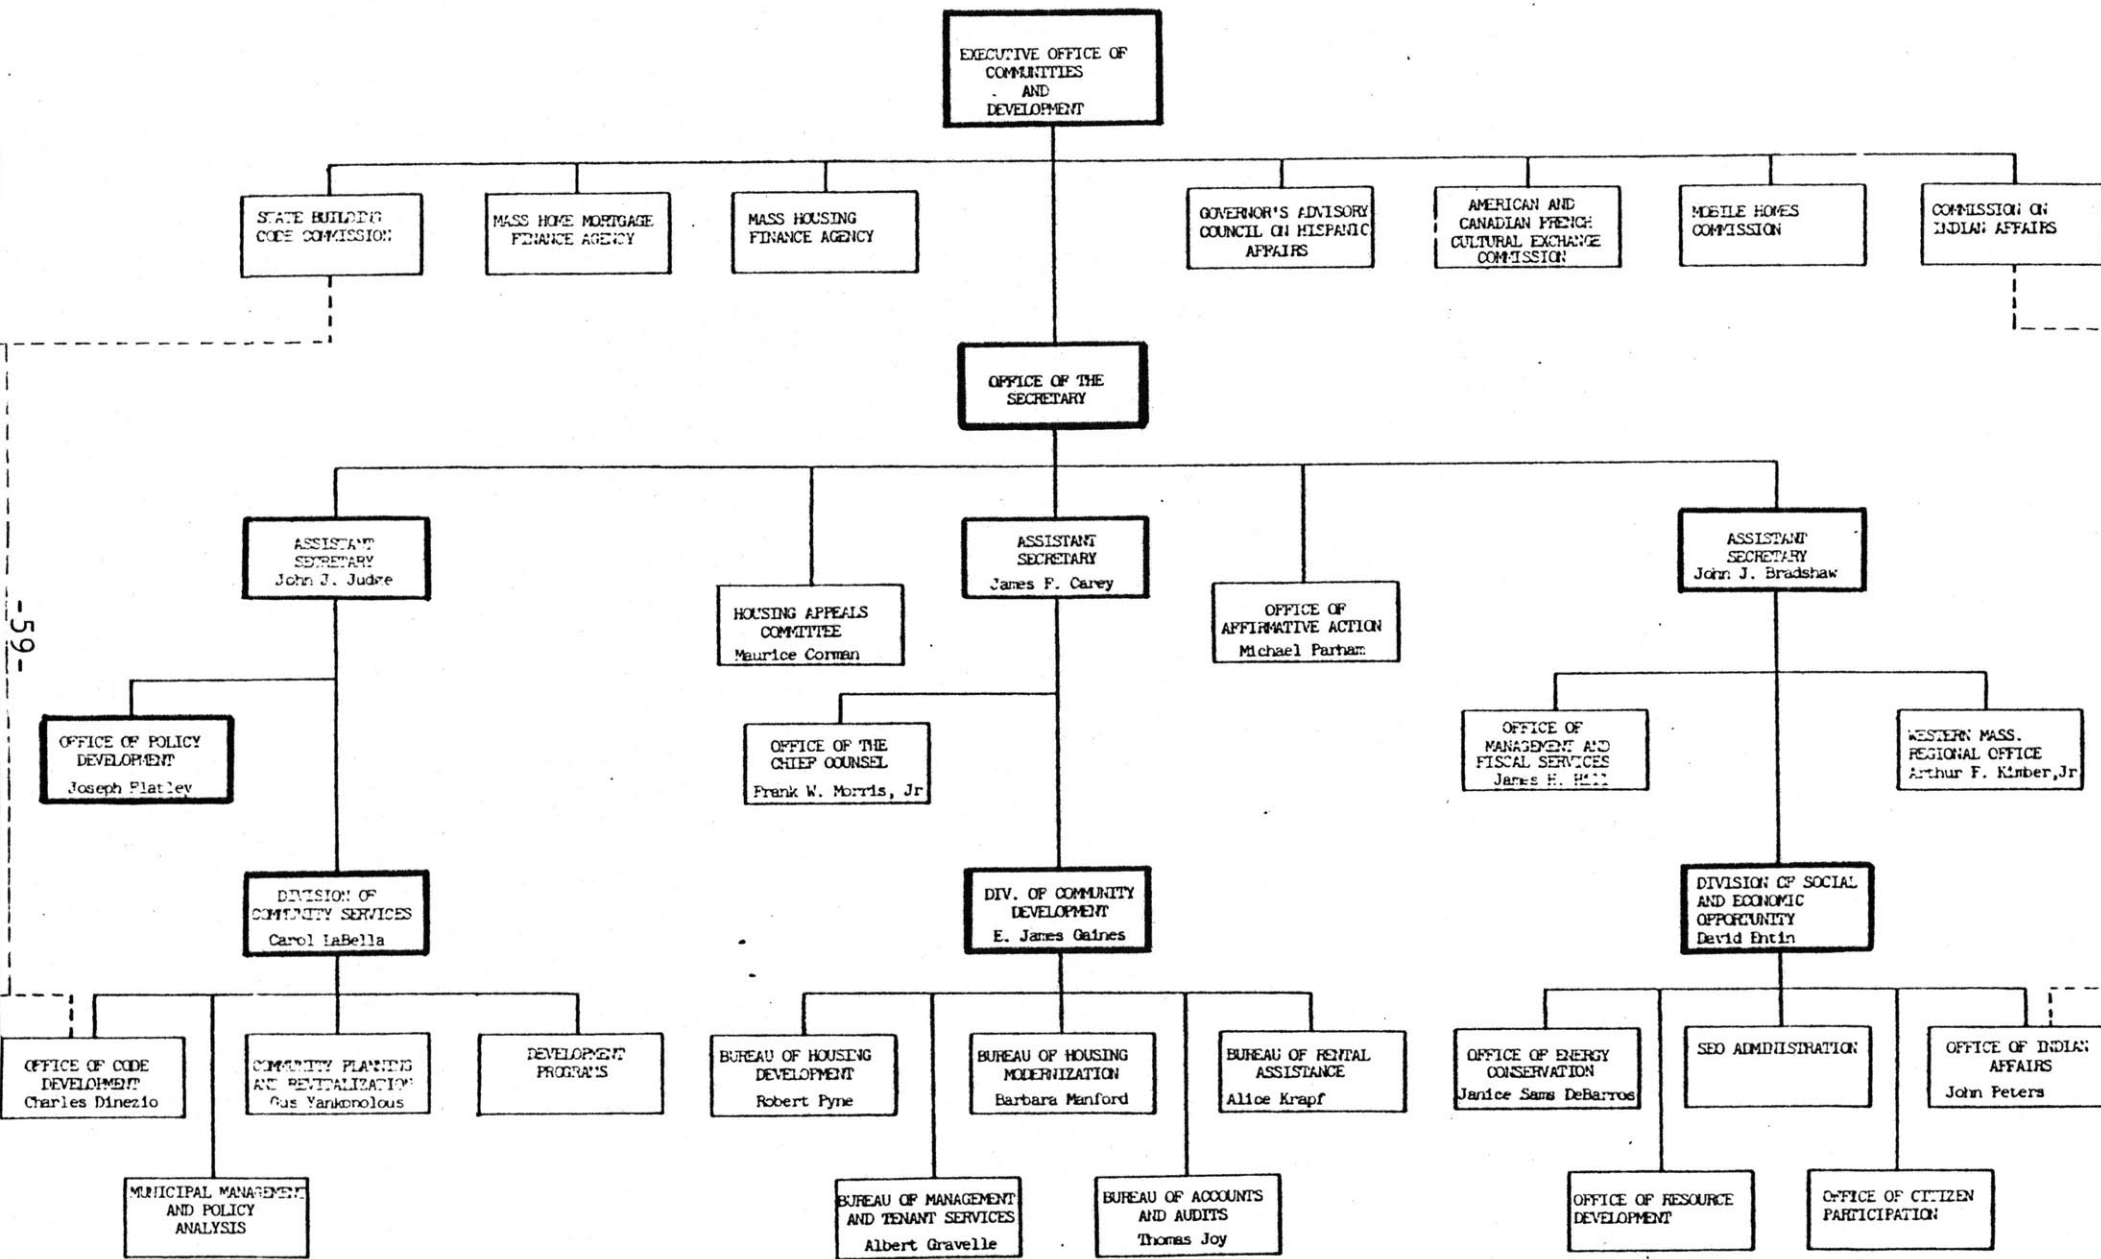 EXECUTIVE OFFICE OF
COMMUNITIES
AND
DEVELOPMENT
STATE BUILDING
CODE COMMISSION
MASS HOME MORTGAGE
FINANCE AGENCY
MASS HOUSING
FINANCE AGENCY
GOVERNOR'S ADVISORY
COUNCIL ON HISPANIC
AFFAIRS
AMERICAN AND
CANADIAN FRENCH
CULTURAL EXCHANGE
COMMISSION
MOBILE HOMES
COMMISSION
COMMISSION ON
INDIAN AFFAIRS
OFFICE OF THE
SECRETARY
ASSISTANT
SECRETARY
John J. Judge
HOUSING APPEALS
COMMITTEE
Maurice Corman
ASSISTANT
SECRETARY
James F. Carey
OFFICE OF
AFFIRMATIVE ACTION
Michael Parham
ASSISTANT
SECRETARY
John J. Bradshaw
-59-
OFFICE OF POLICY
DEVELOPMENT
Joseph Flatley
OFFICE OF THE
CHIEF COUNSEL
Frank W. Morris, Jr
OFFICE OF
MANAGEMENT AND
FISCAL SERVICES
James H. Hill
WESTERN MASS.
REGIONAL OFFICE
Arthur F. Kimber,Jr
DIVISION OF
COMMUNITY SERVICES
Carol LaBella
DIV. OF COMMUNITY
DEVELOPMENT
E. James Gaines
DIVISION OF SOCIAL
AND ECONOMIC
OPPORTUNITY
David Entin
OFFICE OF CODE
DEVELOPMENT
Charles Dinezio
COMMUNITY PLANNING
AND REVITALIZATION
Gus Yankopolous
DEVELOPMENT
PROGRAMS
BUREAU OF HOUSING
DEVELOPMENT
Robert Pyne
BUREAU OF HOUSING
MODERNIZATION
Barbara Manford
BUREAU OF RENTAL
ASSISTANCE
Alice Krapf
OFFICE OF ENERGY
CONSERVATION
Janice Sams DeBarros
SEO ADMINISTRATION
OFFICE OF INDIAN
AFFAIRS
John Peters
MUNICIPAL MANAGEMENT
AND POLICY
ANALYSIS
BUREAU OF MANAGEMENT
AND TENANT SERVICES
Albert Gravelle
BUREAU OF ACCOUNTS
AND AUDITS
Thomas Joy
OFFICE OF RESOURCE
DEVELOPMENT
OFFICE OF CITIZEN
PARTICIPATION